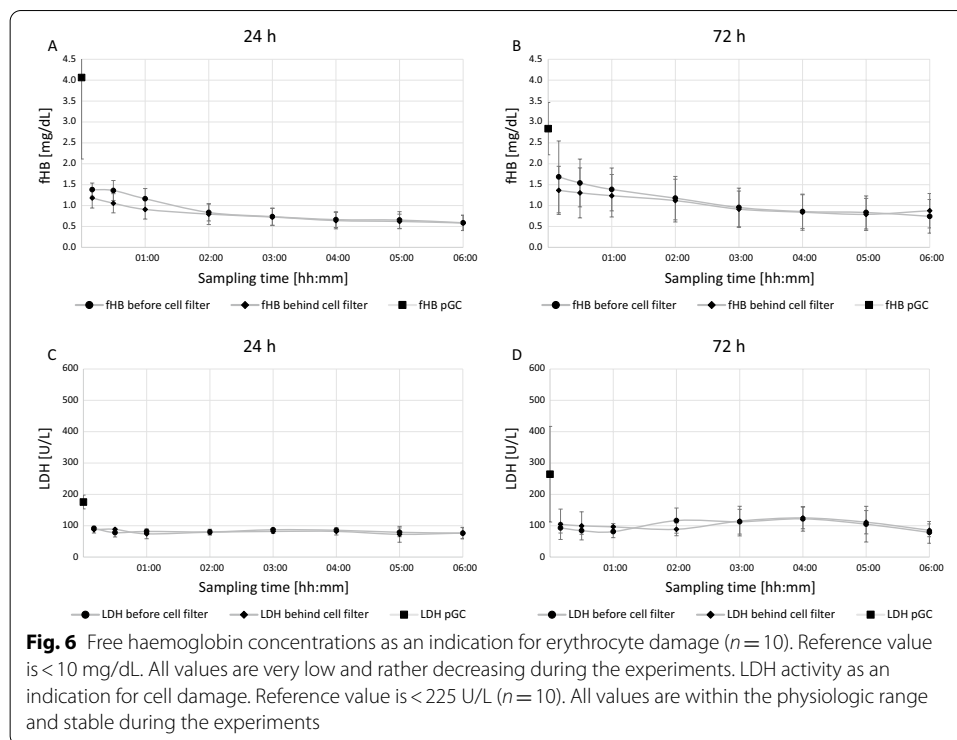 A
24 h
4.5
4.0
3.5
3.0
2.5
2.0
1.5
1.0
0.5
0.0
fHB [mg/dL]
01:00 02:00 03:00 04:00 05:00 06:00
Sampling time [hh:mm]
fHB before cell filter fHB behind cell filter fHB pGC
B
72 h
4.5
4.0
3.5
3.0
2.5
2.0
1.5
1.0
0.5
0.0
fHB [mg/dL]
01:00 02:00 03:00 04:00 05:00 06:00
Sampling time [hh:mm]
fHB before cell filter fHB behind cell filter fHB pGC
C
24 h
600
500
400
300
200
100
0
LDH [U/L]
01:00 02:00 03:00 04:00 05:00 06:00
Sampling time [hh:mm]
LDH before cell filter LDH behind cell filter LDH pGC
D
72 h
600
500
400
300
200
100
0
LDH [U/L]
01:00 02:00 03:00 04:00 05:00 06:00
Sampling time [hh:mm]
LDH before cell filter LDH behind cell filter LDH pGC
Fig. 6 Free haemoglobin concentrations as an indication for erythrocyte damage (n = 10). Reference value
is < 10 mg/dL. All values are very low and rather decreasing during the experiments. LDH activity as an
indication for cell damage. Reference value is < 225 U/L (n = 10). All values are within the physiologic range
and stable during the experiments